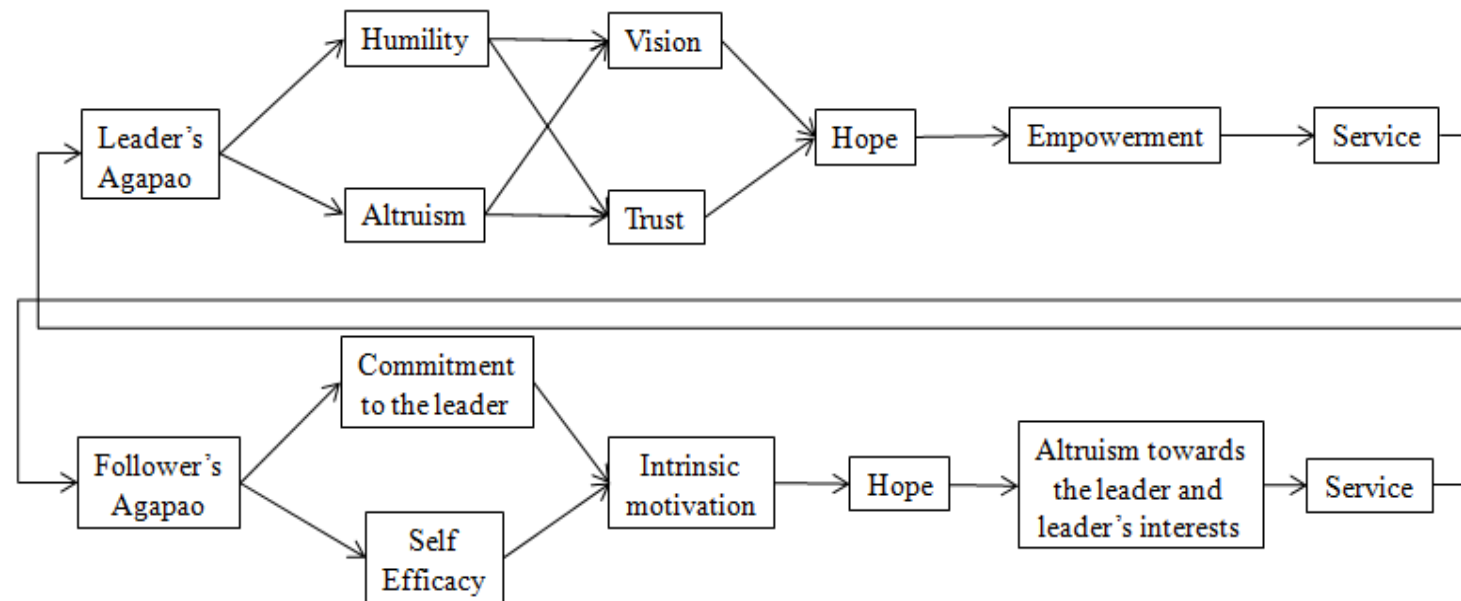 Humility
Vision
Leader’s
Agapao
Hope
Empowerment
Service
Altruism
Trust
Commitment
to the leader
Follower’s
Agapao
Intrinsic
motivation
Hope
Altruism towards
the leader and
leader’s interests
Service
Self
Efficacy